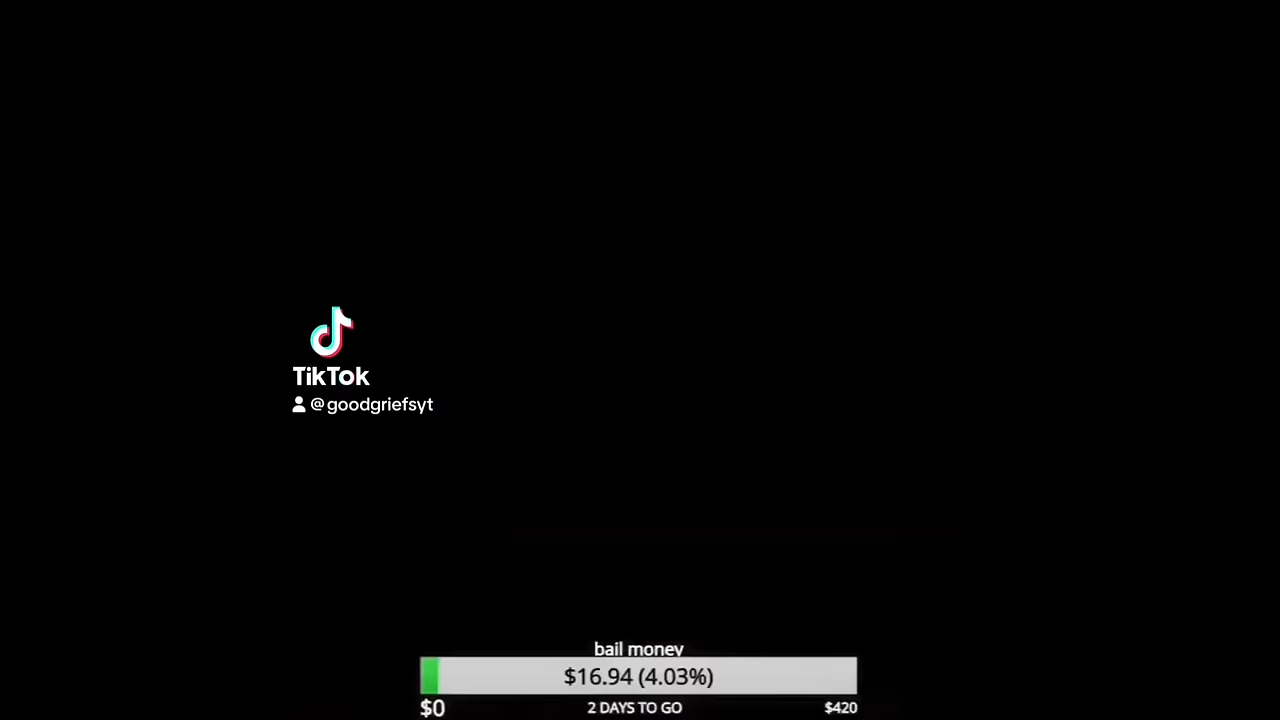 TikTok
@goodgriefsyt
bail money
$16.94 (4.03%)
$0
2 DAYS TO GO
$420